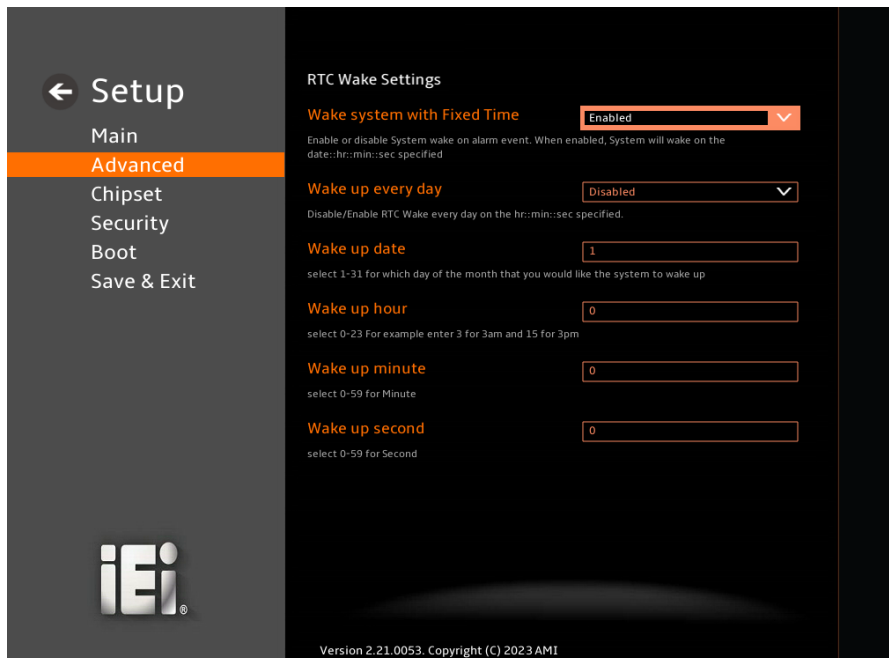 Setup
Main
Advanced
Chipset
Security
Boot
Save & Exit
iEi®
RTC Wake Settings
Wake system with Fixed Time
Enabled
Enable or disable System wake on alarm event. When enabled, System will wake on the
date::hr::min::sec specified
Wake up every day
Disabled
Disable/Enable RTC Wake every day on the hr::min::sec specified.
Wake up date
1
select 1-31 for which day of the month that you would like the system to wake up
Wake up hour
0
select 0-23 For example enter 3 for 3am and 15 for 3pm
Wake up minute
0
select 0-59 for Minute
Wake up second
0
select 0-59 for Second
Version 2.21.0053. Copyright (C) 2023 AMI